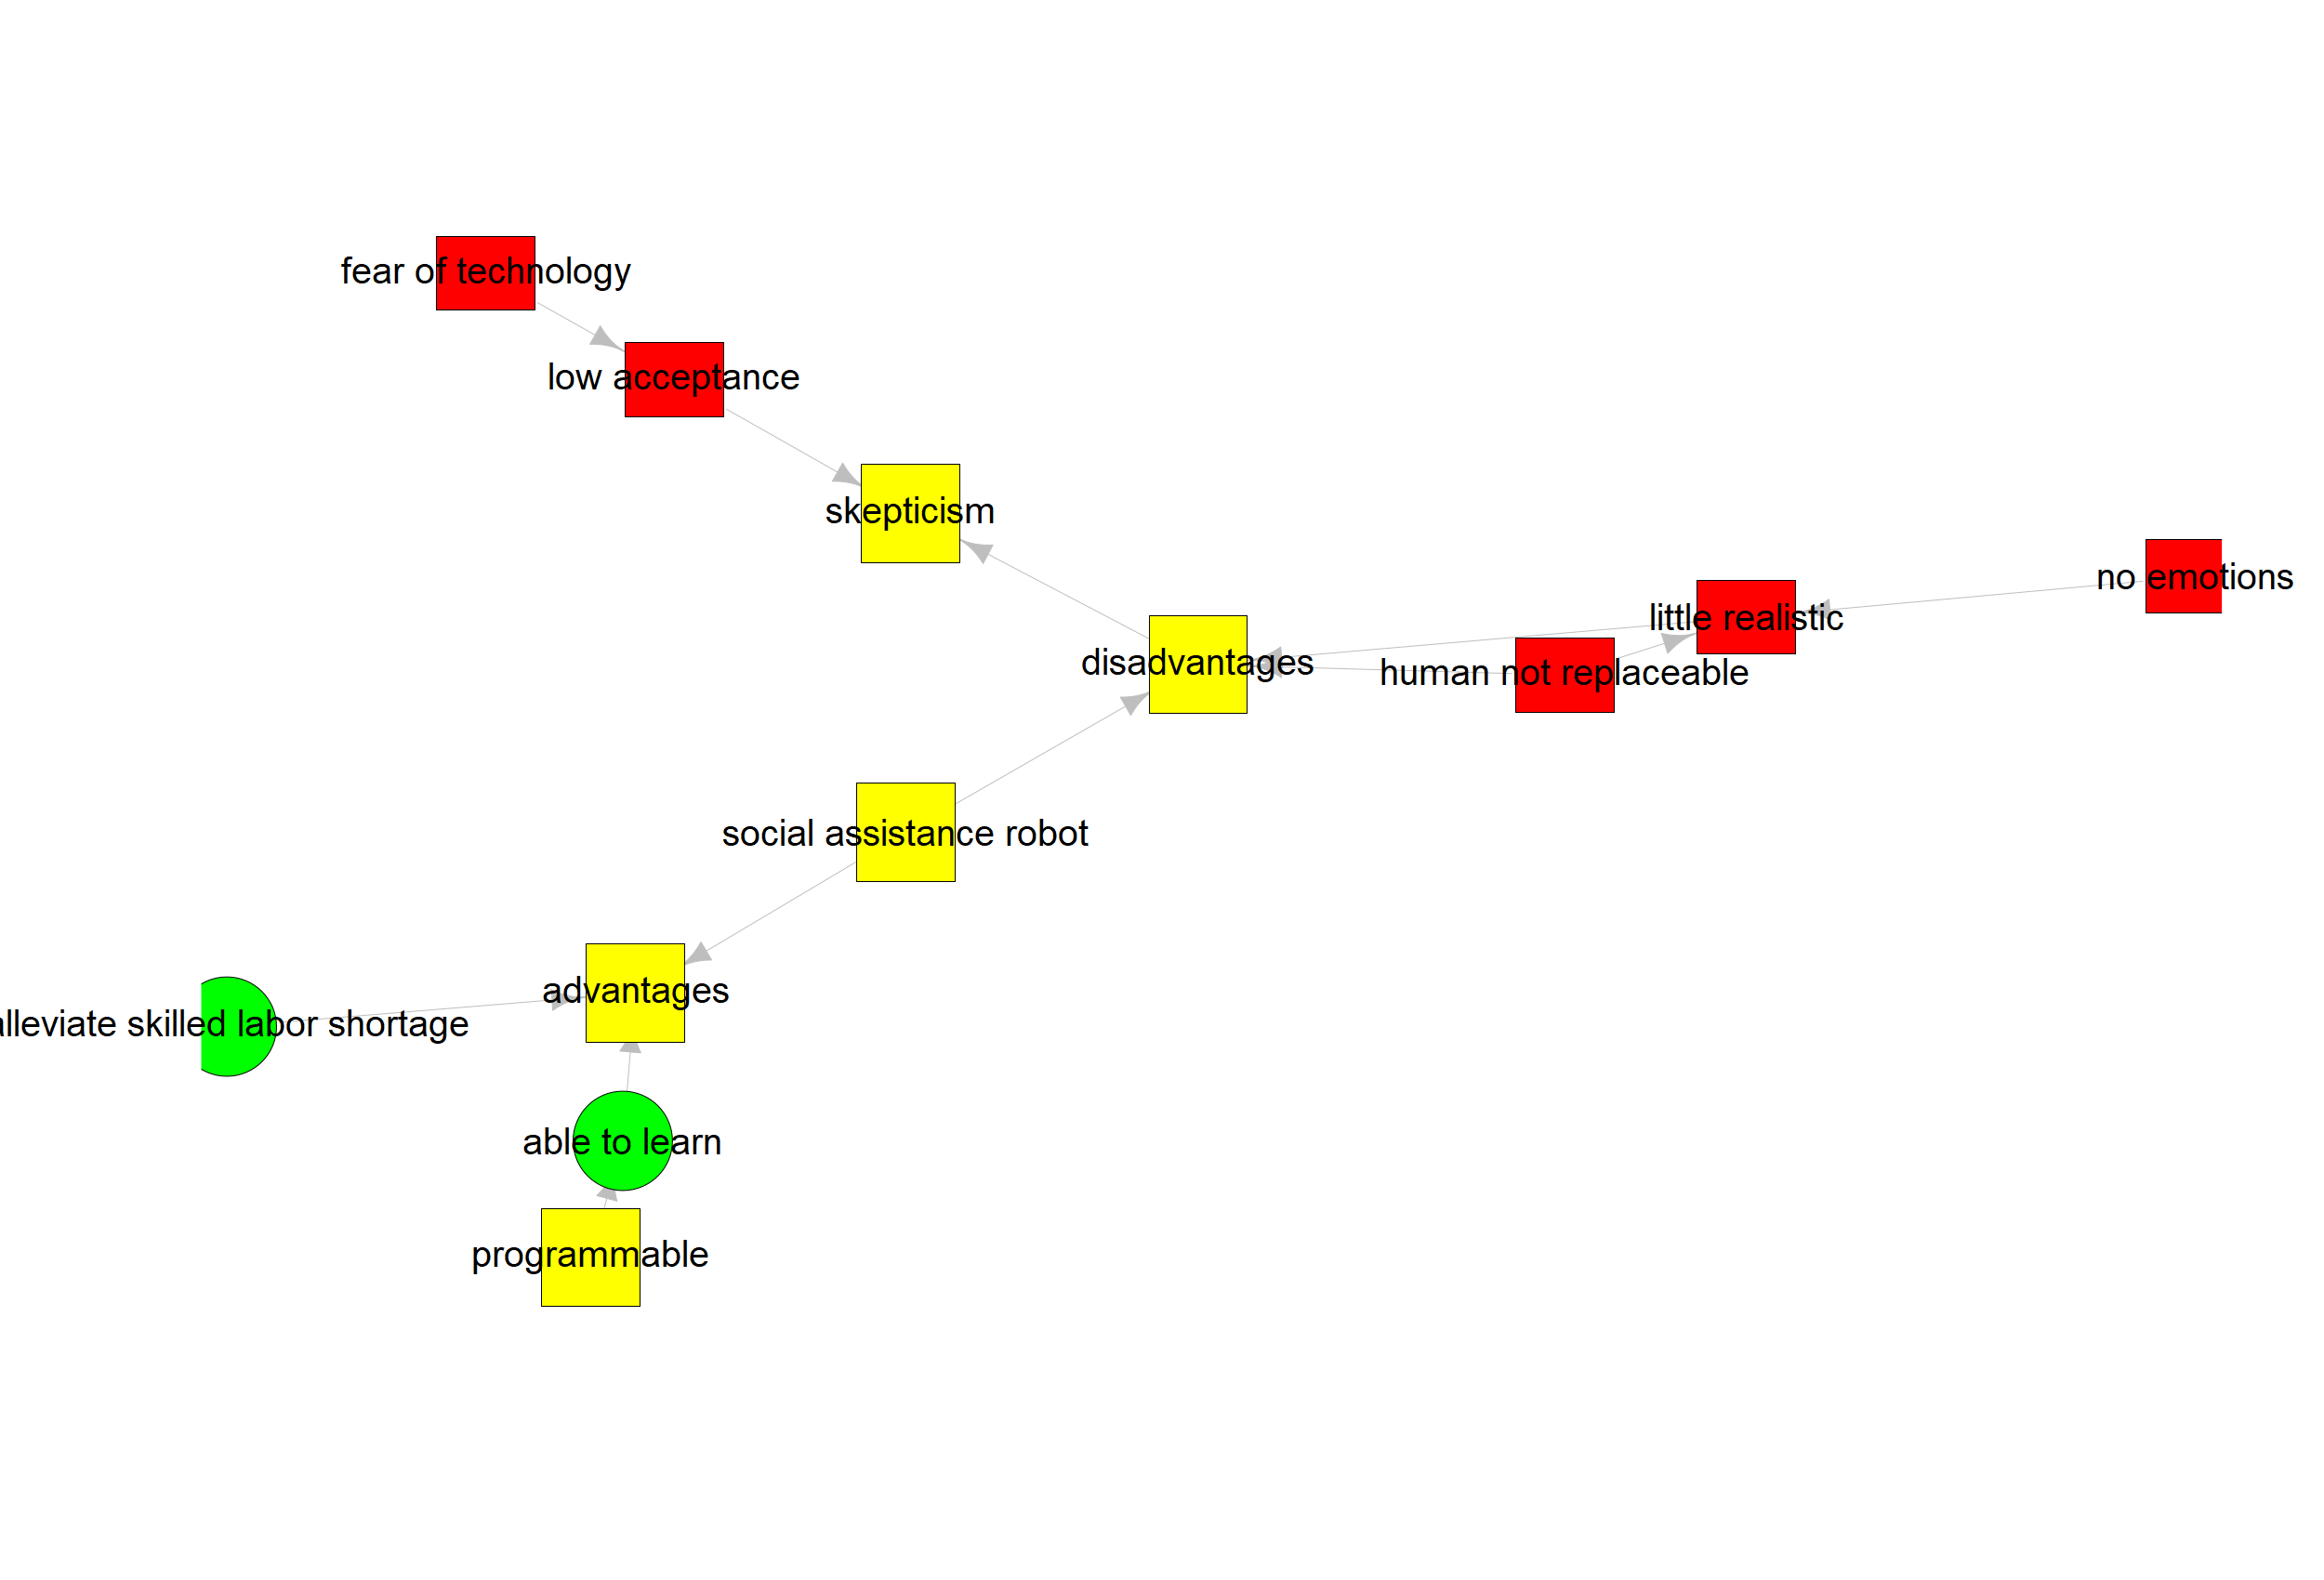 fear of technology
low acceptance
skepticism
no emotions
little realistic
disadvantages
human not replaceable
social assistance robot
advantages
alleviate skilled labor shortage
able to learn
programmable